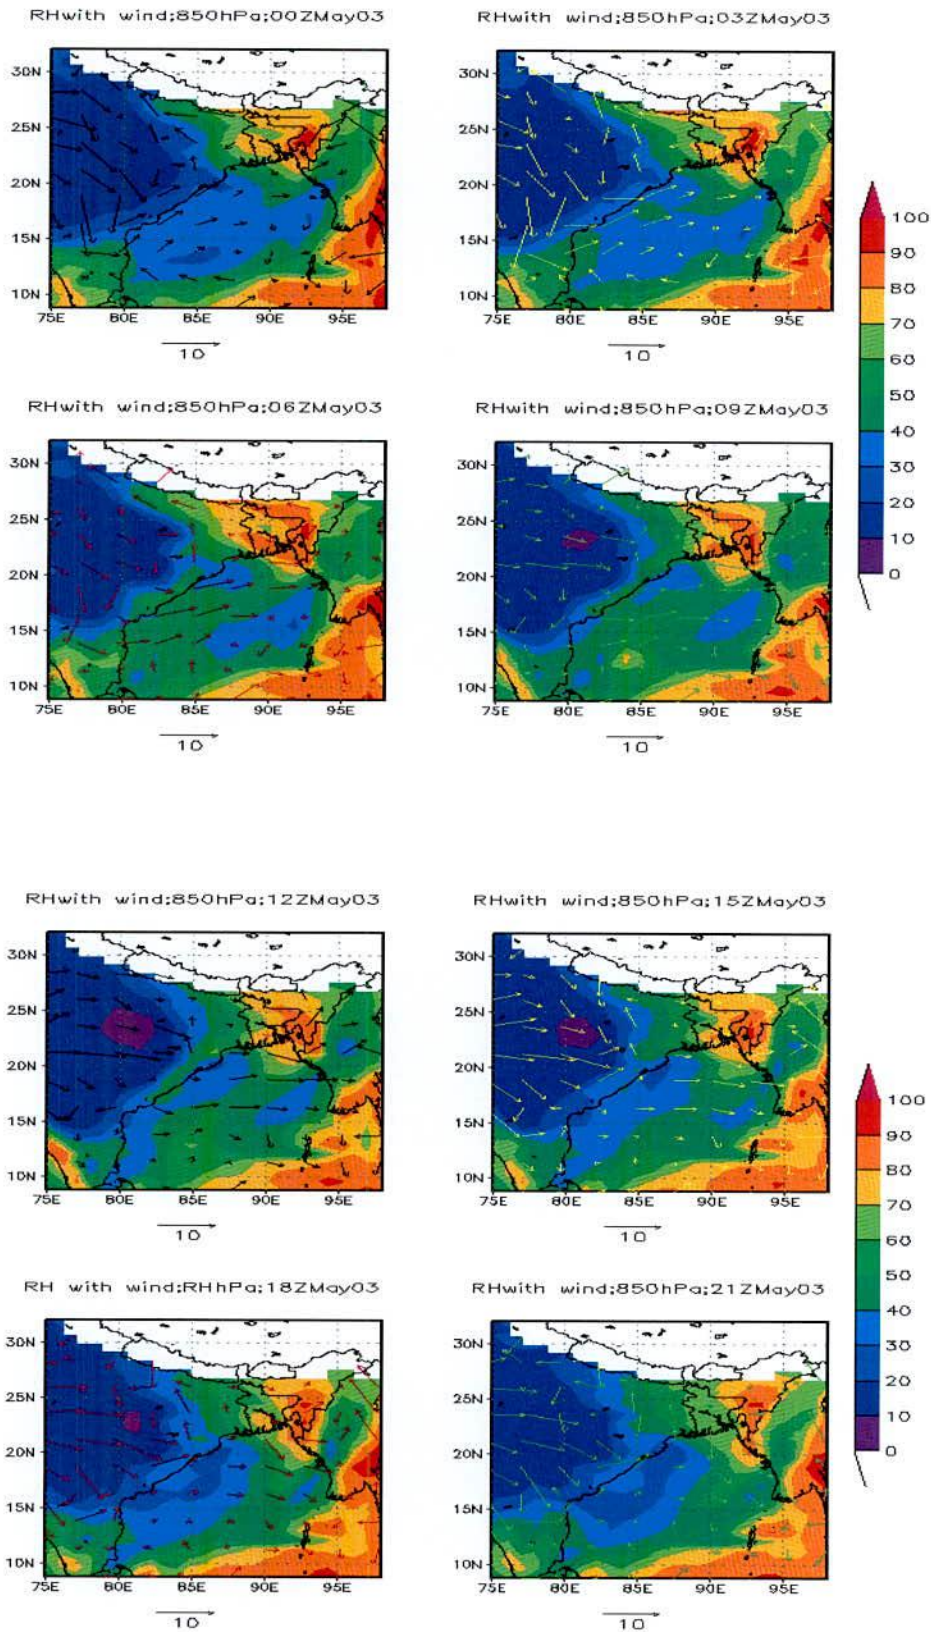 RHwith wind;850hPa;00ZMay03
RHwith wind;850hPa;03ZMay03
30N
25N
20N
15N
10N
75E 80E 85E 90E 95E
10
30N
25N
20N
15N
10N
75E 80E 85E 90E 95E
10
100
90
80
70
60
50
40
30
20
10
0
RHwith wind;850hPa;06ZMay03
RHwith wind;850hPa;09ZMay03
30N
25N
20N
15N
10N
75E 80E 85E 90E 95E
10
30N
25N
20N
15N
10N
75E 80E 85E 90E 95E
10
RHwith wind;850hPa;12ZMay03
RHwith wind;850hPa;15ZMay03
30N
25N
20N
15N
10N
75E 80E 85E 90E 95E
10
30N
25N
20N
15N
10N
75E 80E 85E 90E 95E
10
100
90
80
70
60
50
40
30
20
10
0
RH with wind;RHhPa;18ZMay03
RHwith wind;850hPa;21ZMay03
30N
25N
20N
15N
10N
75E 80E 85E 90E 95E
10
30N
25N
20N
15N
10N
75E 80E 85E 90E 95E
10